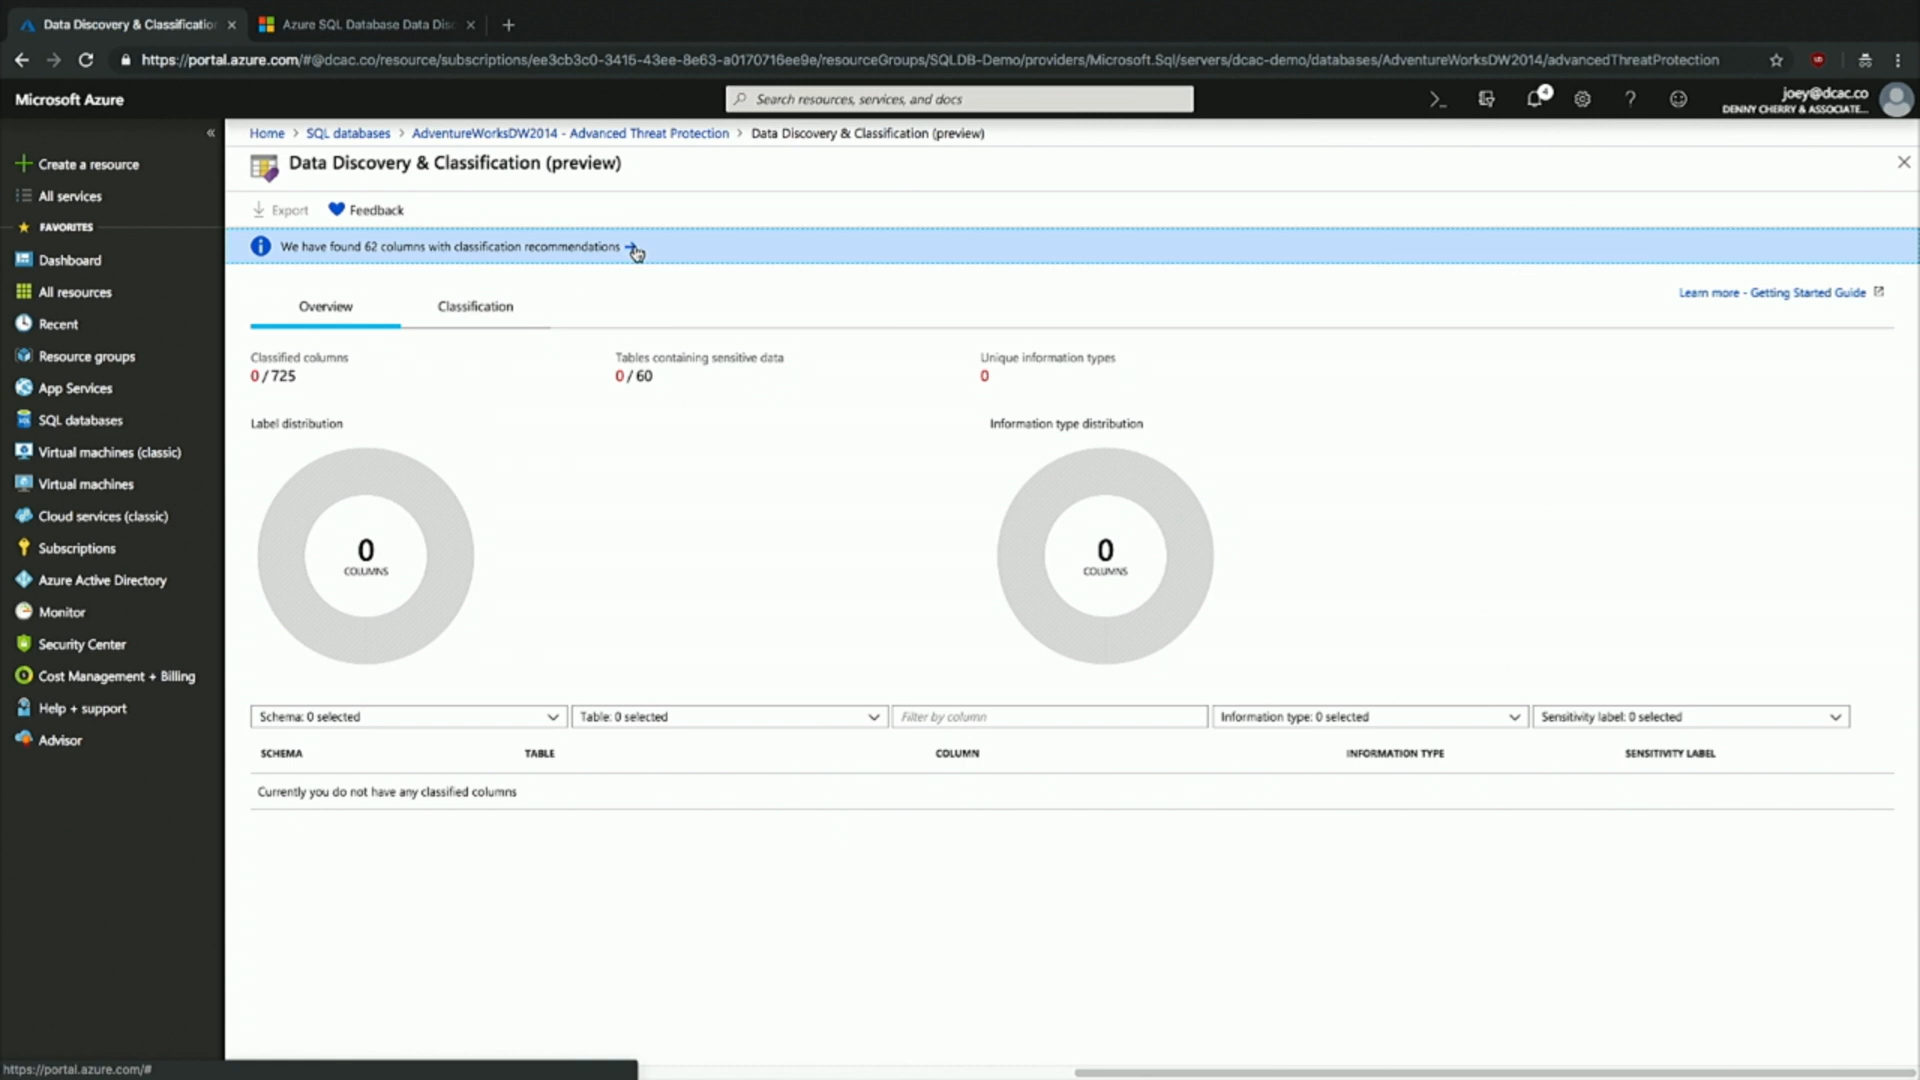 Data Discovery & Classification
Azure SQL Database Data Disc
https://portal.azure.com/#@dcac.co/resource/subscriptions/ee3cb3c0-3415-43ee-8e63-a0170716ee9e/resourceGroups/SQLDB-Demo/providers/Microsoft.Sql/servers/dcac-demo/databases/AdventureWorksDW2014/advancedThreatProtection
Microsoft Azure
Search resources, services, and docs
4
joey@dcac.co
DENNY CHERRY & ASSOCIATE...
Home > SQL databases > AdventureWorksDW2014 - Advanced Threat Protection > Data Discovery & Classification (preview)
Data Discovery & Classification (preview)
Create a resource
All services
FAVORITES
Dashboard
All resources
Recent
Resource groups
App Services
SQL databases
Virtual machines (classic)
Virtual machines
Cloud services (classic)
Subscriptions
Azure Active Directory
Monitor
Security Center
Cost Management + Billing
Help + support
Advisor
Export
Feedback
We have found 62 columns with classification recommendations
Overview
Classification
Learn more - Getting Started Guide
Classified columns
0 / 725
Tables containing sensitive data
0 / 60
Unique information types
0
Label distribution
0
COLUMNS
Information type distribution
0
COLUMNS
Schema: 0 selected
Table: 0 selected
Filter by column
Information type: 0 selected
Sensitivity label: 0 selected
SCHEMA
TABLE
COLUMN
INFORMATION TYPE
SENSITIVITY LABEL
Currently you do not have any classified columns
https://portal.azure.com/#